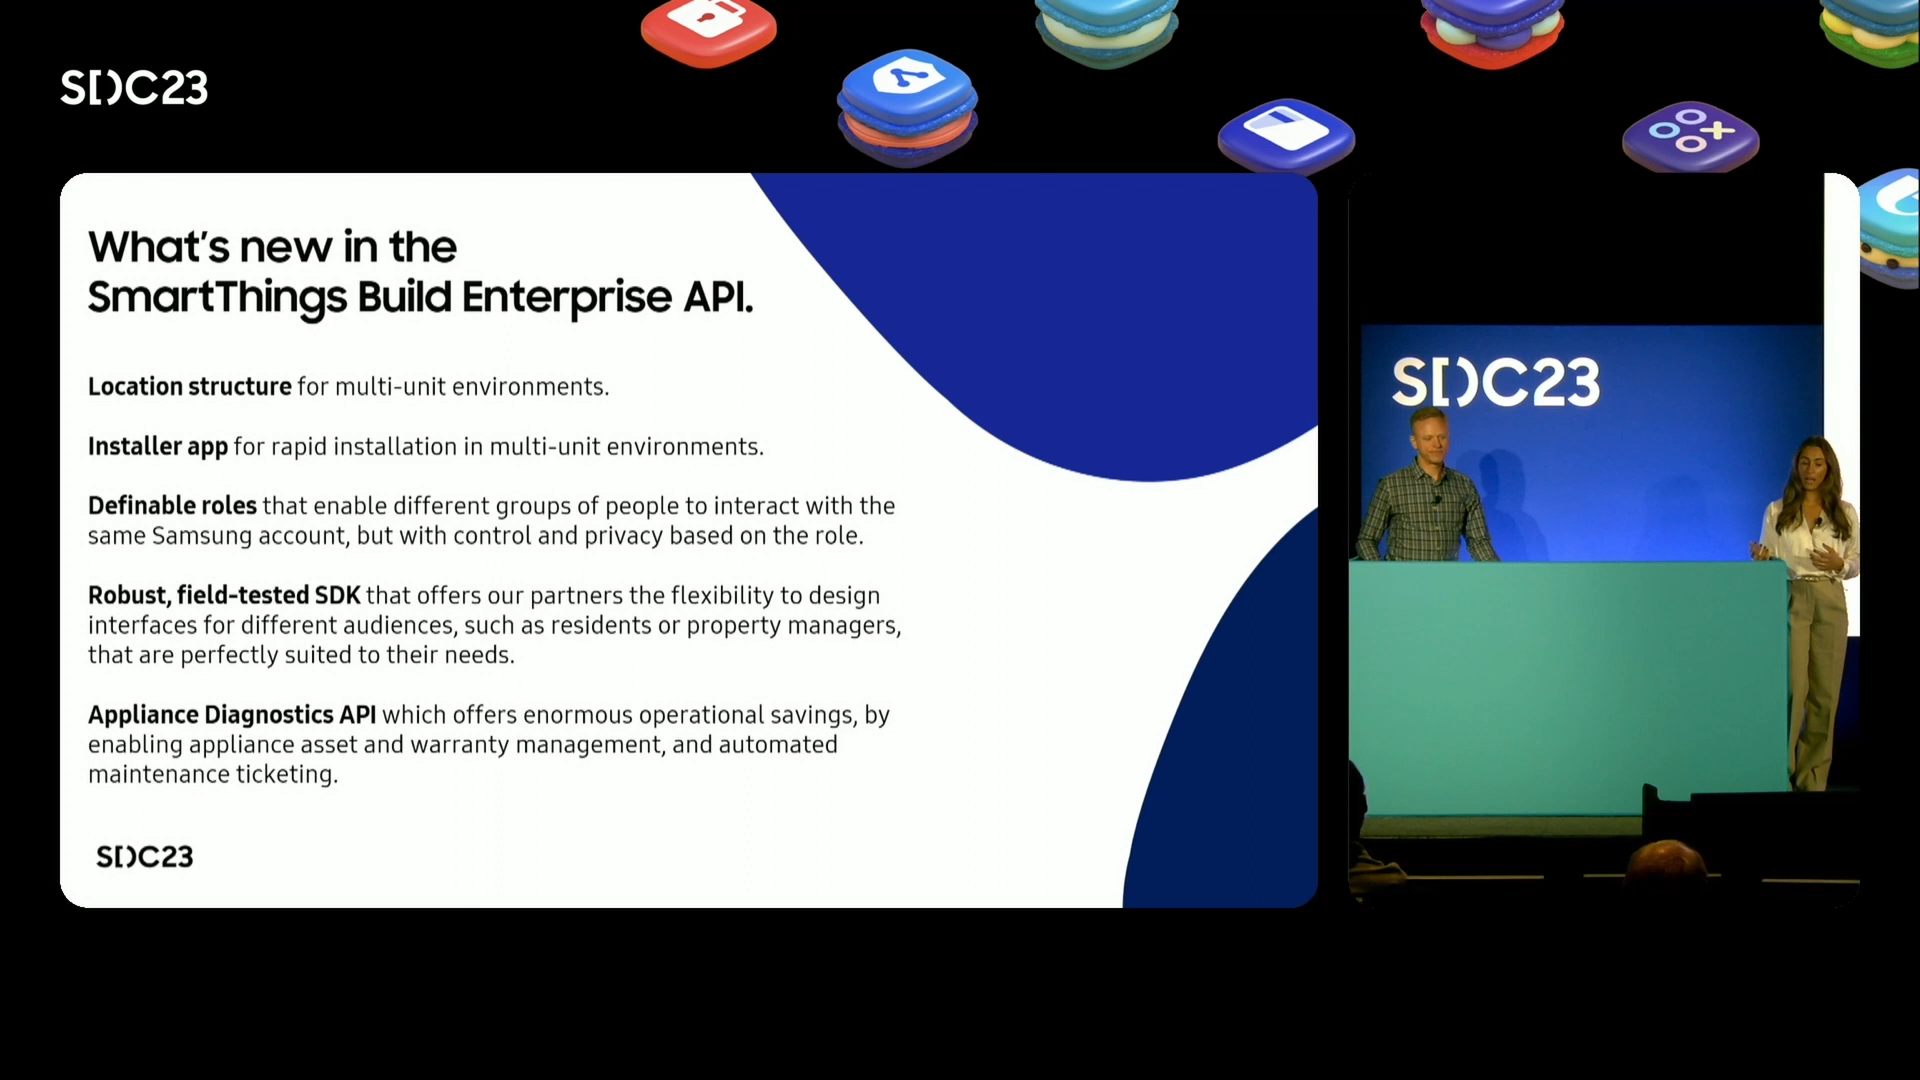 SDC23
What's new in the
SmartThings Build Enterprise API.
Location structure for multi-unit environments.
Installer app for rapid installation in multi-unit environments.
Definable roles that enable different groups of people to interact with the
same Samsung account, but with control and privacy based on the role.
Robust, field-tested SDK that offers our partners the flexibility to design
interfaces for different audiences, such as residents or property managers,
that are perfectly suited to their needs.
Appliance Diagnostics API which offers enormous operational savings, by
enabling appliance asset and warranty management, and automated
maintenance ticketing.
SDC23
SDC23